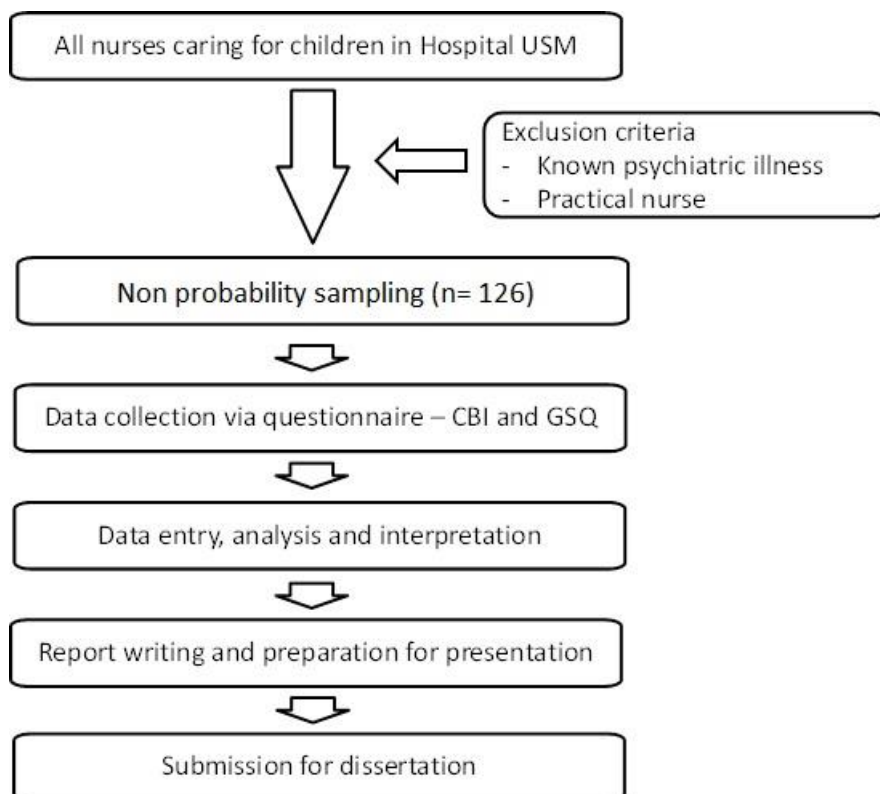 All nurses caring for children in Hospital USM
Exclusion criteria
- Known psychiatric illness
- Practical nurse
Non probability sampling (n= 126)
Data collection via questionnaire – CBI and GSQ
Data entry, analysis and interpretation
Report writing and preparation for presentation
Submission for dissertation